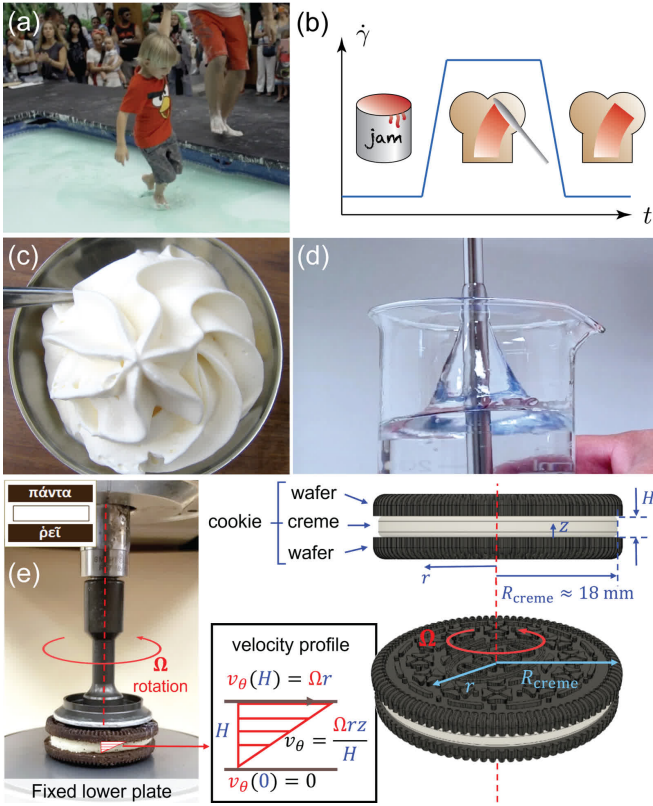 (a)
(b)
γ̇
jam
t
(c)
(d)
πάντα
ῥεῖ
(e)
Ω
rotation
Fixed lower plate
velocity profile
v_θ(H) = Ωr
H
v_θ = Ωrz/H
v_θ(0) = 0
cookie
wafer
creme
wafer
H
z
r
R_creme ≈ 18 mm
Ω
r
R_creme